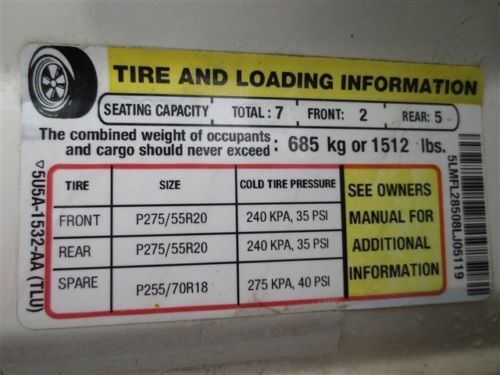 TIRE AND LOADING INFORMATION
SEATING CAPACITY TOTAL : 7 FRONT: 2 REAR: 5
The combined weight of occupants
and cargo should never exceed : 685 kg or 1512 lbs.
TIRE SIZE COLD TIRE PRESSURE
FRONT P275/55R20 240 KPA, 35 PSI
REAR P275/55R20 240 KPA, 35 PSI
SPARE P255/70R18 275 KPA, 40 PSI
SEE OWNERS
MANUAL FOR
ADDITIONAL
INFORMATION
▽5U5A-1532-AA (TLU)
5LMFL28508LJ05119